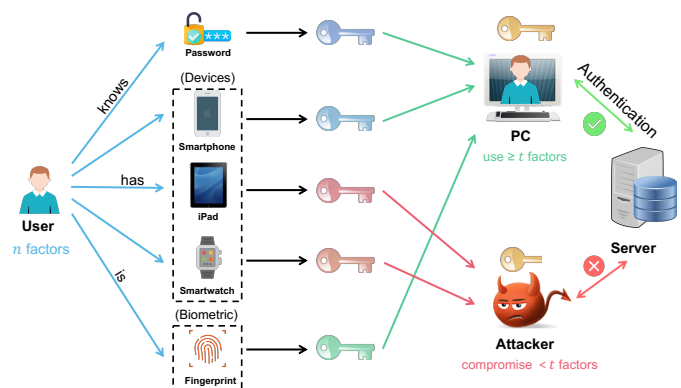 ***
Password
(Devices)
knows
Smartphone
has
iPad
User
n factors
Smartwatch
is
(Biometric)
Fingerprint
PC
use ≥ t factors
Authentication
Server
Attacker
compromise < t factors